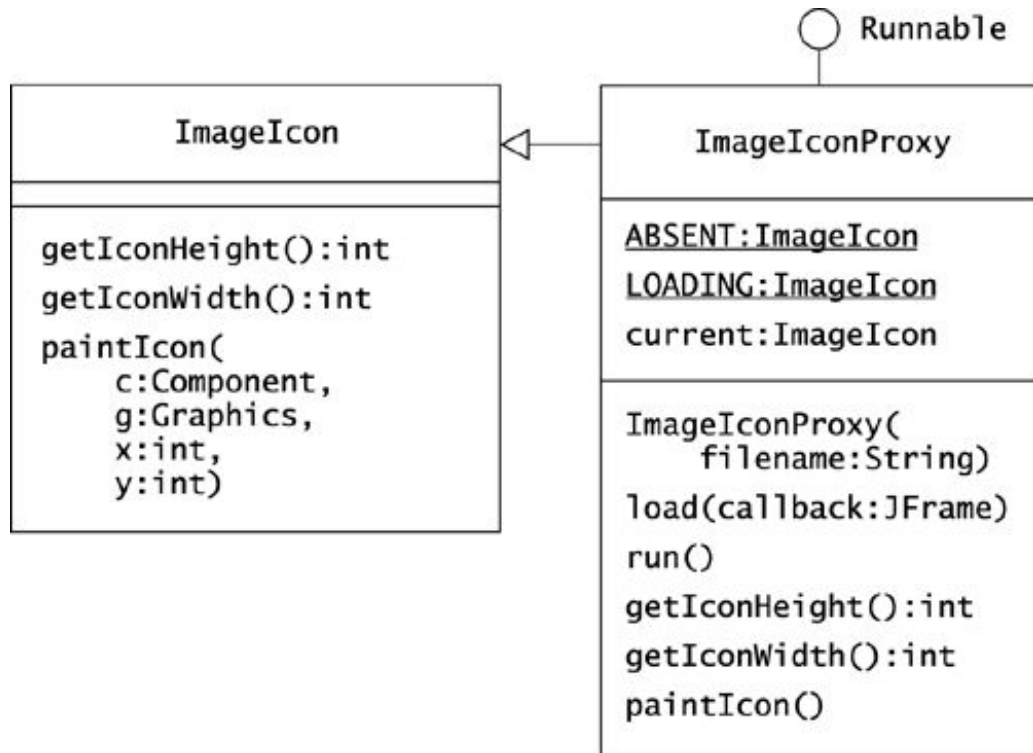 Runnable
ImageIcon
getIconHeight():int
getIconWidth():int
paintIcon(
c:Component,
g:Graphics,
x:int,
y:int)
ImageIconProxy
ABSENT:ImageIcon
LOADING:ImageIcon
current:ImageIcon
ImageIconProxy(
filename:String)
load(callback:JFrame)
run()
getIconHeight():int
getIconWidth():int
paintIcon()